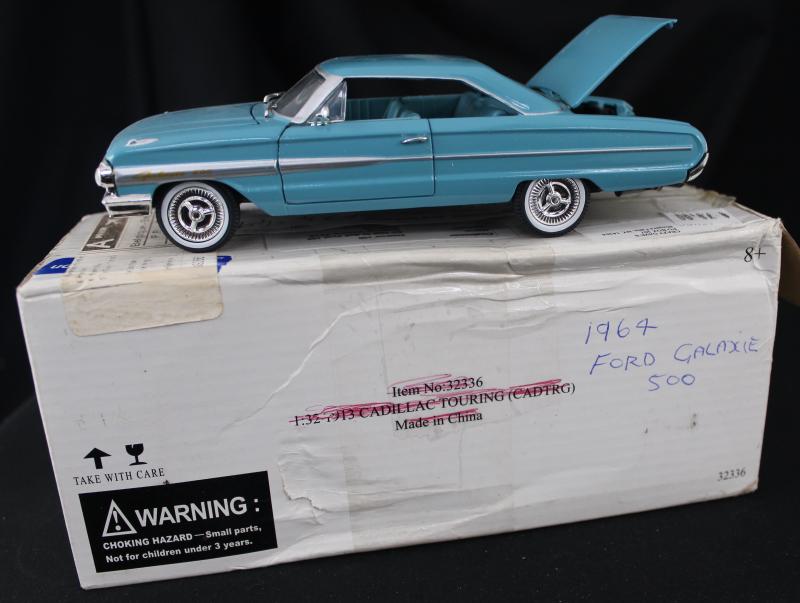 8+
1964
FORD GALAXIE
500
Item No:32336
1:32 1913 CADILLAC TOURING (CADTRG)
Made in China
TAKE WITH CARE
32336
WARNING :
CHOKING HAZARD—Small parts,
Not for children under 3 years.